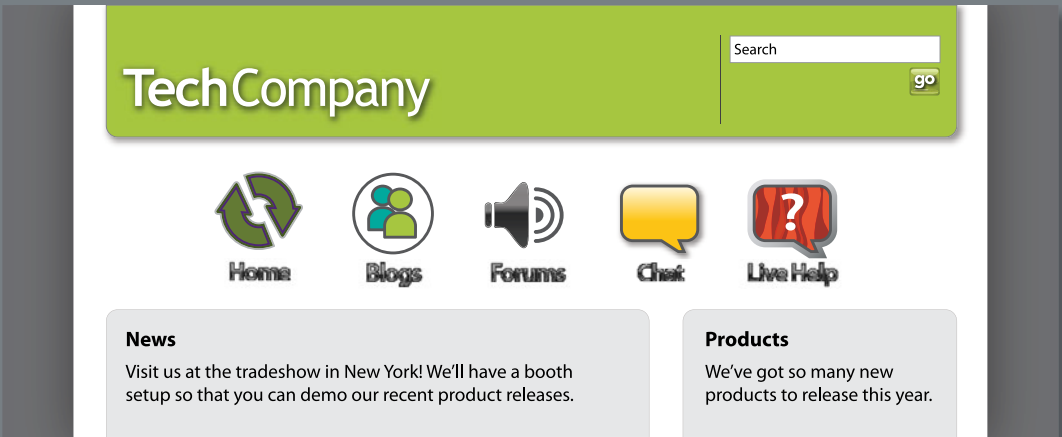 Search
go
TechCompany
?
Home
Blogs
Forums
Chat
Live Help
News
Visit us at the tradeshow in New York! We’ll have a booth
setup so that you can demo our recent product releases.
Products
We’ve got so many new
products to release this year.